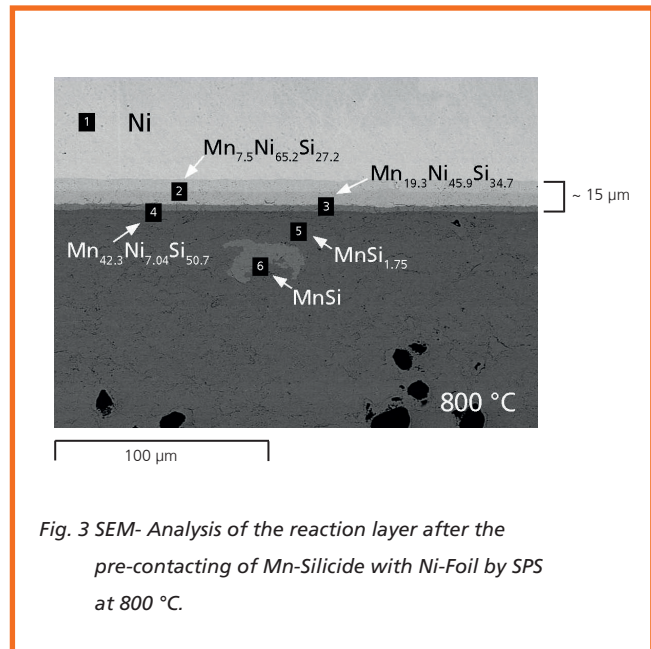 1 Ni
Mn7.5Ni65.2Si27.2
Mn19.3Ni45.9Si34.7
2
3
~ 15 µm
4
5
Mn42.3Ni7.04Si50.7
MnSi1.75
6
MnSi
800 °C
100 µm
Fig. 3 SEM- Analysis of the reaction layer after the
pre-contacting of Mn-Silicide with Ni-Foil by SPS
at 800 °C.